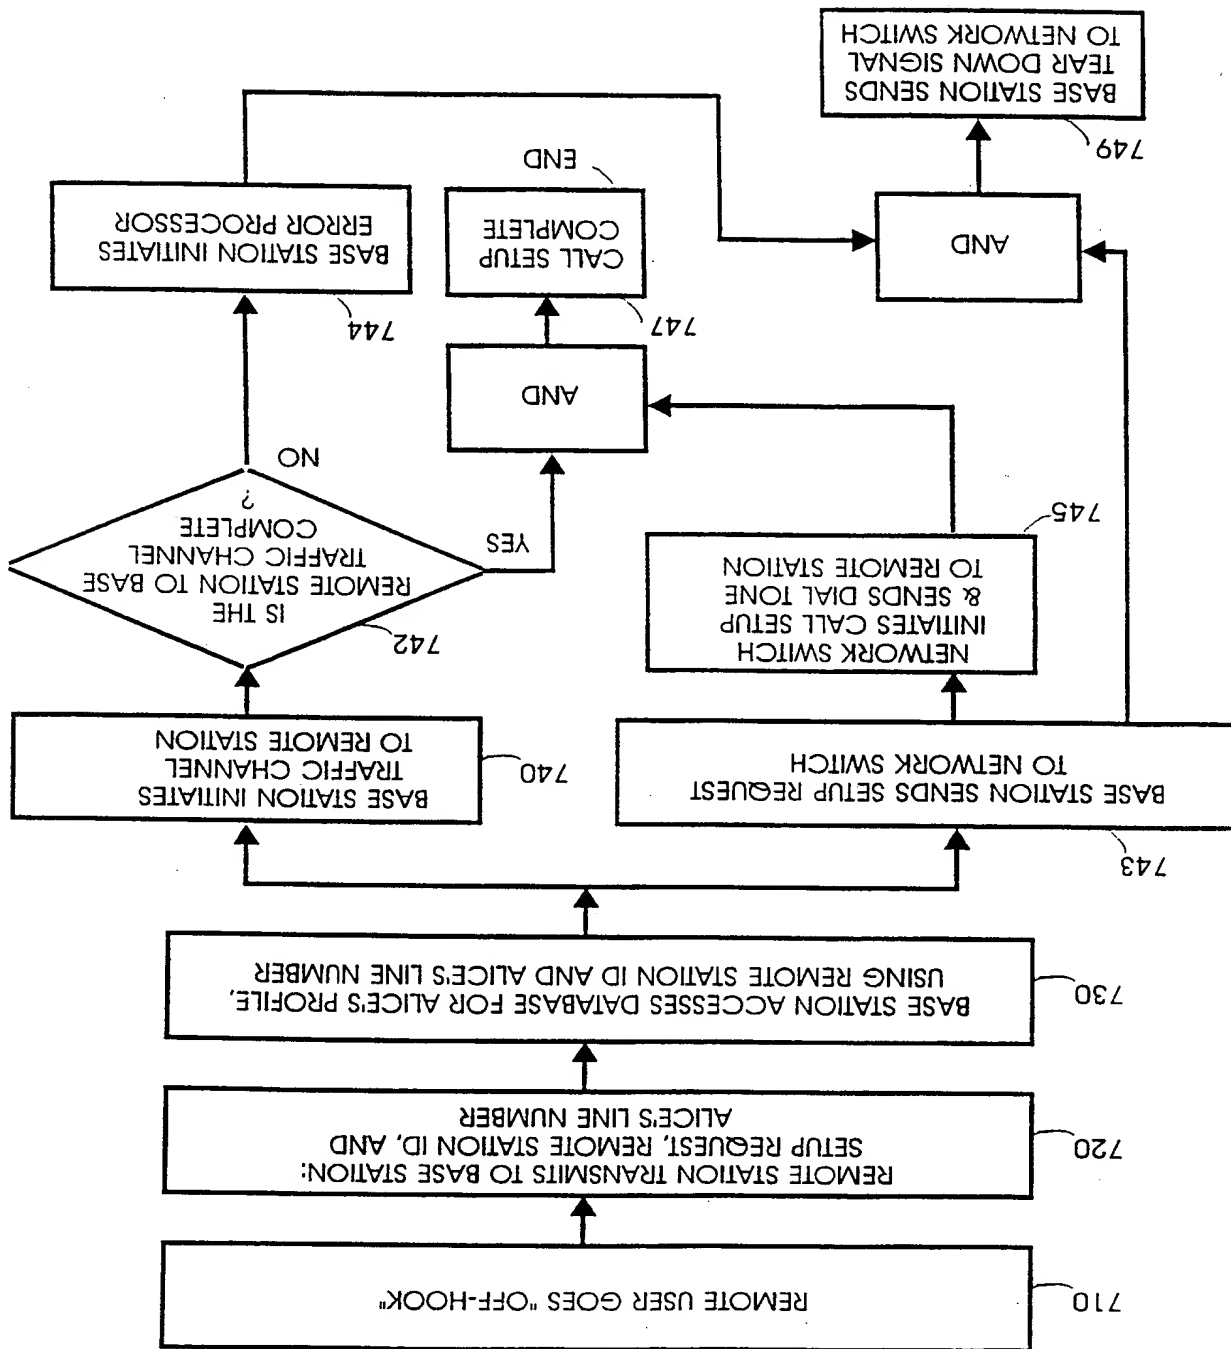 710
REMOTE USER GOES "OFF-HOOK"
720
REMOTE STATION TRANSMITS TO BASE STATION:
SETUP REQUEST, REMOTE STATION ID, AND
ALICE'S LINE NUMBER
730
BASE STATION ACCESSES DATABASE FOR ALICE'S PROFILE,
USING REMOTE STATION ID AND ALICE'S LINE NUMBER
743
BASE STATION SENDS SETUP REQUEST
TO NETWORK SWITCH
740
BASE STATION INITIATES
TRAFFIC CHANNEL
TO REMOTE STATION
NETWORK SWITCH
INITIATES CALL SETUP
& SENDS DIAL TONE
TO REMOTE STATION
745
742
IS THE
REMOTE STATION TO BASE
TRAFFIC CHANNEL
COMPLETE
?
YES
NO
AND
747
CALL SETUP
COMPLETE
END
744
BASE STATION INITIATES
ERROR PROCESSOR
AND
749
BASE STATION SENDS
TEAR DOWN SIGNAL
TO NETWORK SWITCH